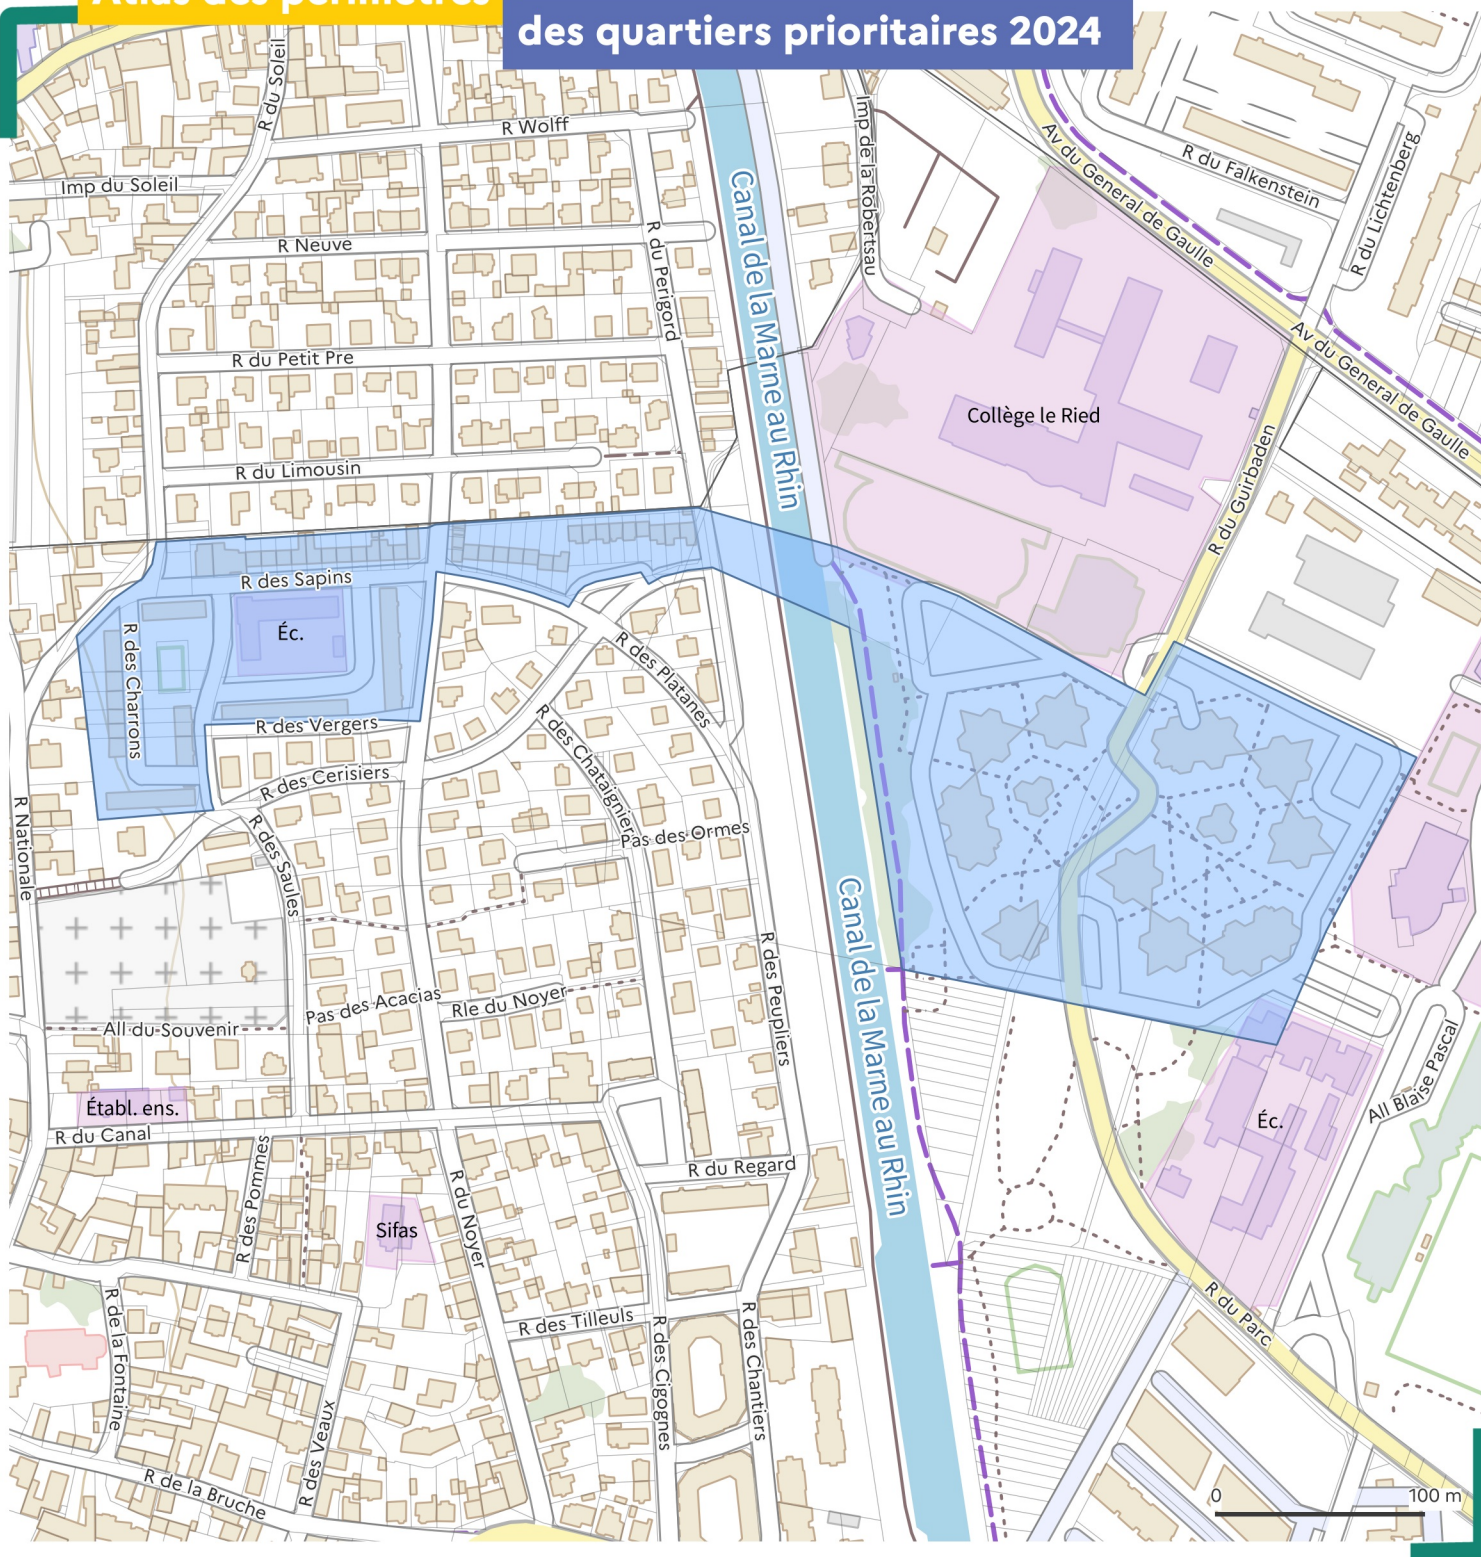 Atlas des périmètres
des quartiers prioritaires 2024
R du Soleil
R Wolff
Imp du Soleil
R Neuve
R du Perigord
R du Petit Pre
R du Limousin
Canal de la Marne au Rhin
Imp de la Robertsau
Av du General de Gaulle
R du Falkenstein
R du Lichtenberg
Av du General de Gaulle
Collège le Ried
R du Guirbaden
R des Sapins
Éc.
R des Charrons
R des Vergers
R des Platanes
R des Cerisiers
R des Chataigniers
Pas des Ormes
R Nationale
R des Saules
Canal de la Marne au Rhin
R des Peupliers
Pas des Acacias
Rle du Noyer
All du Souvenir
Établ. ens.
R du Canal
All Blaise Pascal
Éc.
R des Pommes
R du Regard
Sifas
R du Noyer
R de la Fontaine
R des Tilleuls
R des Cigognes
R des Chantiers
R du Parc
R des Veaux
R de la Bruche
0 100 m